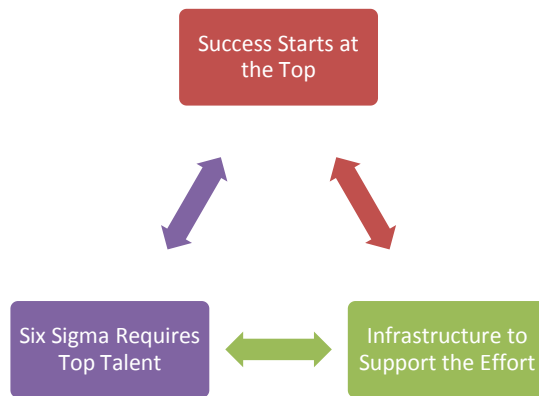 Success Starts at
the Top
Six Sigma Requires
Top Talent
Infrastructure to
Support the Effort